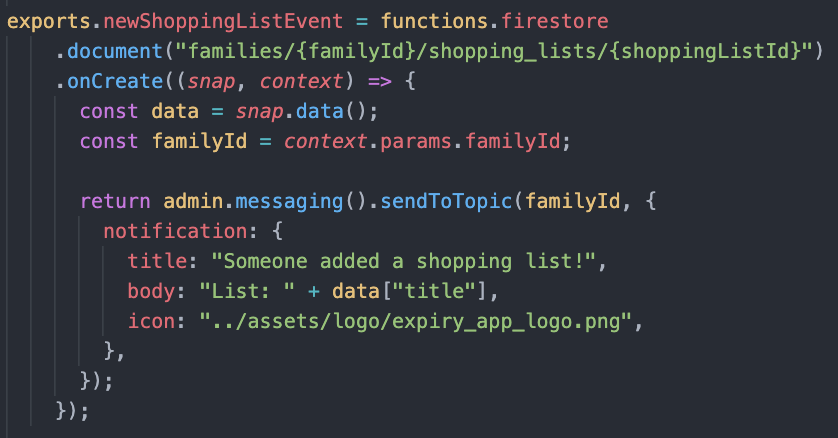 exports.newShoppingListEvent = functions.firestore
    .document("families/{familyId}/shopping_lists/{shoppingListId}")
    .onCreate((snap, context) => {
      const data = snap.data();
      const familyId = context.params.familyId;

      return admin.messaging().sendToTopic(familyId, {
        notification: {
          title: "Someone added a shopping list!",
          body: "List: " + data["title"],
          icon: "../assets/logo/expiry_app_logo.png",
        },
      });
    });